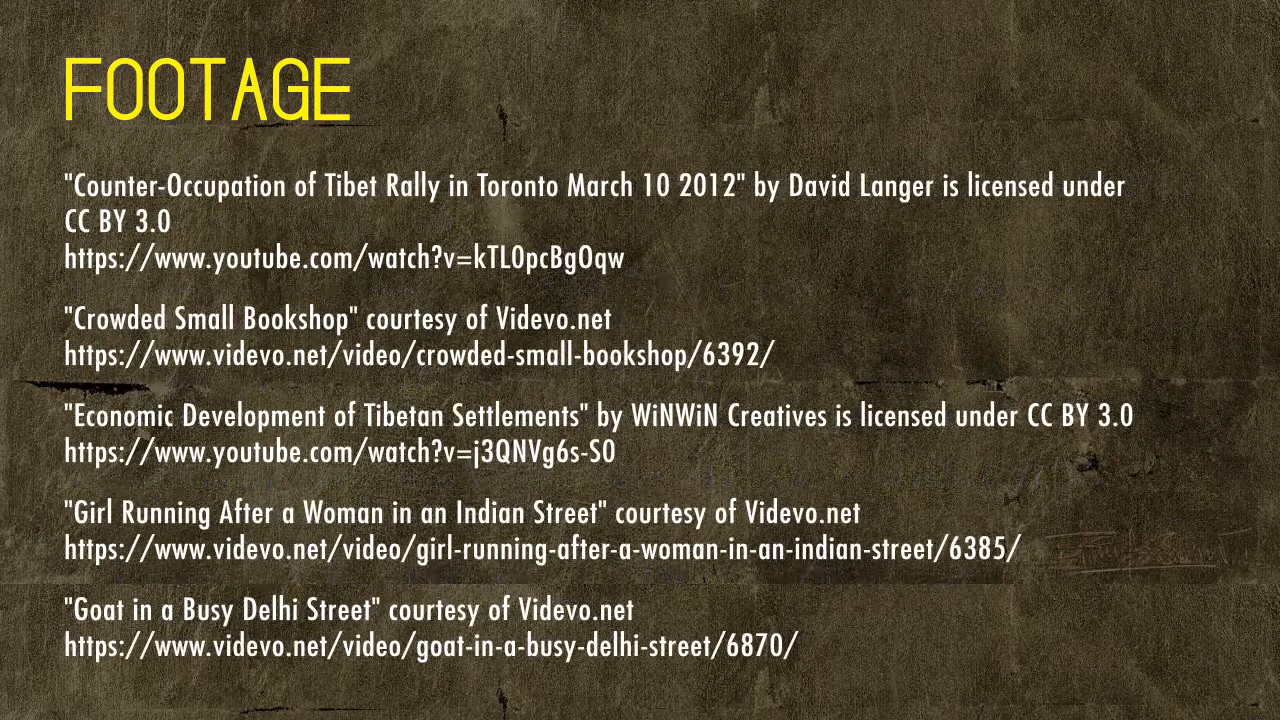 FOOTAGE
"Counter-Occupation of Tibet Rally in Toronto March 10 2012" by David Langer is licensed under
CC BY 3.0
https://www.youtube.com/watch?v=kTL0pcBgOqw
"Crowded Small Bookshop" courtesy of Videvo.net
https://www.videvo.net/video/crowded-small-bookshop/6392/
"Economic Development of Tibetan Settlements" by WiNWiN Creatives is licensed under CC BY 3.0
https://www.youtube.com/watch?v=j3QNVg6s-S0
"Girl Running After a Woman in an Indian Street" courtesy of Videvo.net
https://www.videvo.net/video/girl-running-after-a-woman-in-an-indian-street/6385/
"Goat in a Busy Delhi Street" courtesy of Videvo.net
https://www.videvo.net/video/goat-in-a-busy-delhi-street/6870/